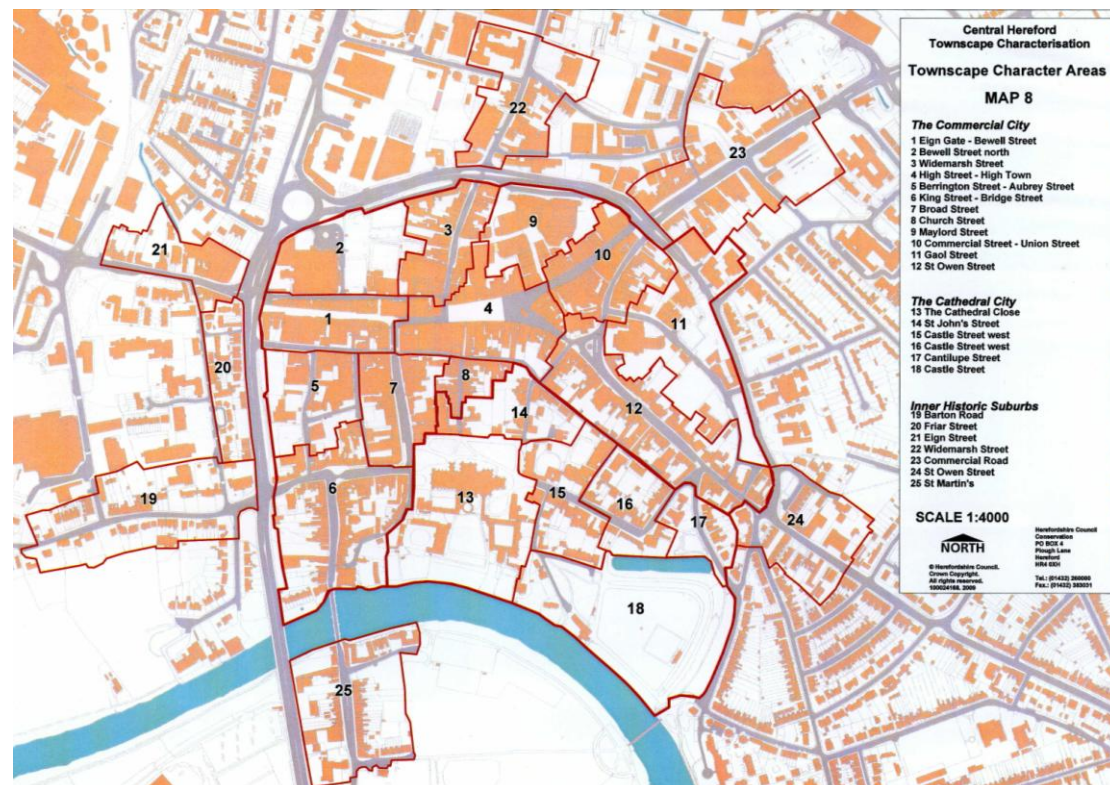 Central Hereford
Townscape Characterisation
Townscape Character Areas
MAP 8
The Commercial City
1 Eign Gate - Bewell Street
2 Bewell Street north
3 Widemarsh Street
4 High Street - High Town
5 Berrington Street - Aubrey Street
6 King Street - Bridge Street
7 Broad Street
8 Church Street
9 Maylord Street
10 Commercial Street - Union Street
11 Gaol Street
12 St Owen Street
The Cathedral City
13 The Cathedral Close
14 St John's Street
15 Castle Street west
16 Castle Street west
17 Cantilupe Street
18 Castle Street
Inner Historic Suburbs
19 Barton Road
20 Friar Street
21 Eign Street
22 Widemarsh Street
23 Commercial Road
24 St Owen Street
25 St Martin's
SCALE 1:4000
NORTH
© Herefordshire Council.
Crown Copyright.
All rights reserved.
100024168, 2009
Herefordshire Council
Conservation
PO BOX 4
Plough Lane
Hereford
HR4 0XH
Tel.: (01432) 260000
Fax.: (01432) 383031
22
23
9
3
10
2
21
4
1
11
20
8
5
7
14
12
6
13
15
16
19
17
24
18
25